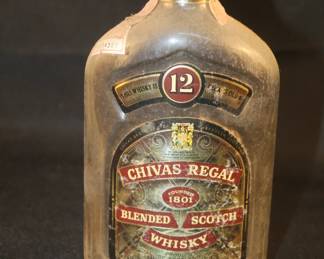 12
CHIVAS REGAL
FOUNDED
1801
BLENDED SCOTCH
WHISKY